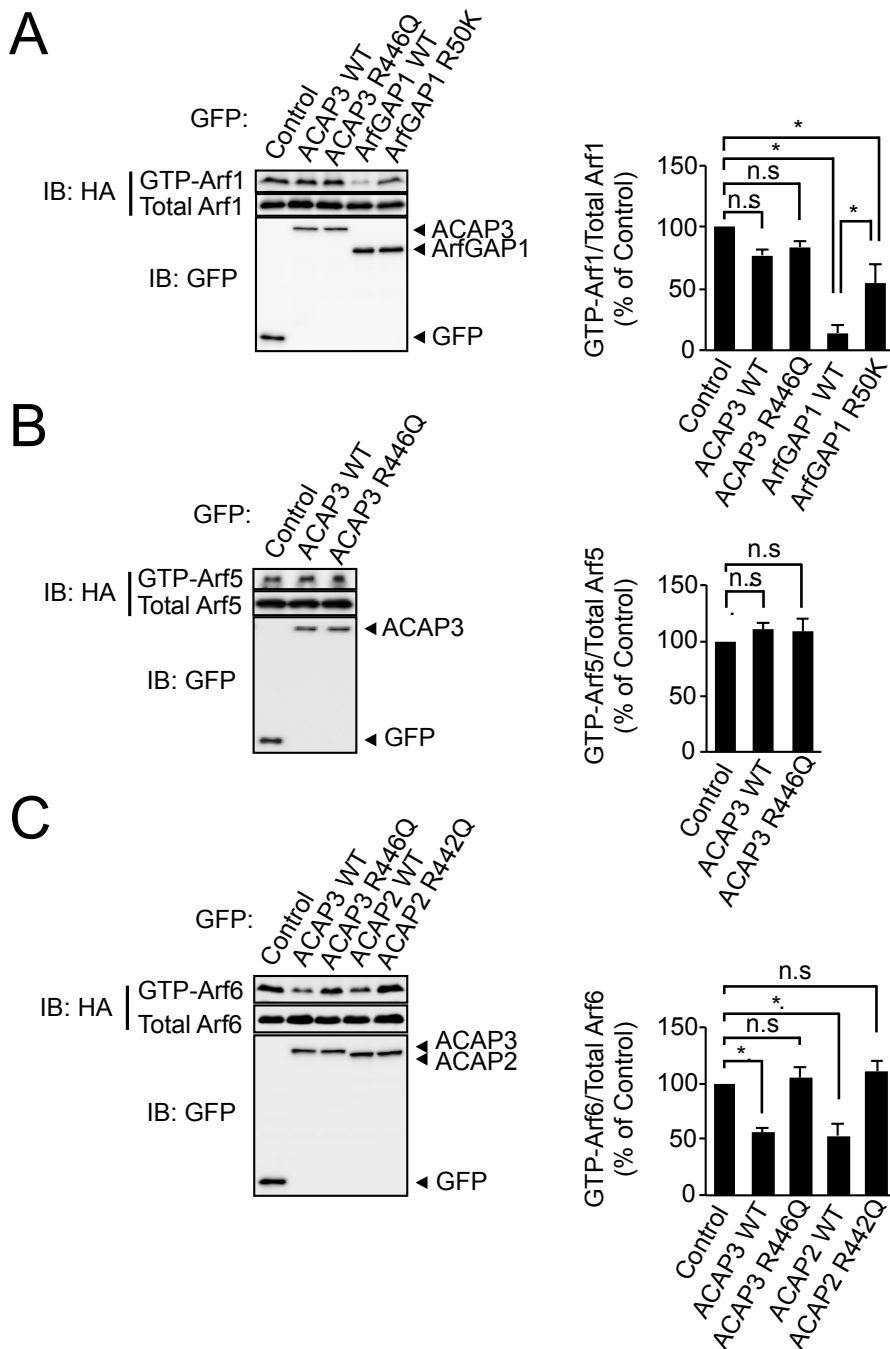 A
GFP:
Control
ACAP3 WT
ACAP3 R446Q
ArfGAP1 WT
ArfGAP1 R50K
IB: HA
GTP-Arf1
Total Arf1
IB: GFP
ACAP3
ArfGAP1
GFP
GTP-Arf1/Total Arf1
(% of Control)
150
100
50
0
n.s
n.s
*
*
*
Control
ACAP3 WT
ACAP3 R446Q
ArfGAP1 WT
ArfGAP1 R50K
B
GFP:
Control
ACAP3 WT
ACAP3 R446Q
IB: HA
GTP-Arf5
Total Arf5
IB: GFP
ACAP3
GFP
GTP-Arf5/Total Arf5
(% of Control)
150
100
50
0
n.s
n.s
Control
ACAP3 WT
ACAP3 R446Q
C
GFP:
Control
ACAP3 WT
ACAP3 R446Q
ACAP2 WT
ACAP2 R442Q
IB: HA
GTP-Arf6
Total Arf6
IB: GFP
ACAP3
ACAP2
GFP
GTP-Arf6/Total Arf6
(% of Control)
150
100
50
0
n.s
*.
n.s
*.
Control
ACAP3 WT
ACAP3 R446Q
ACAP2 WT
ACAP2 R442Q